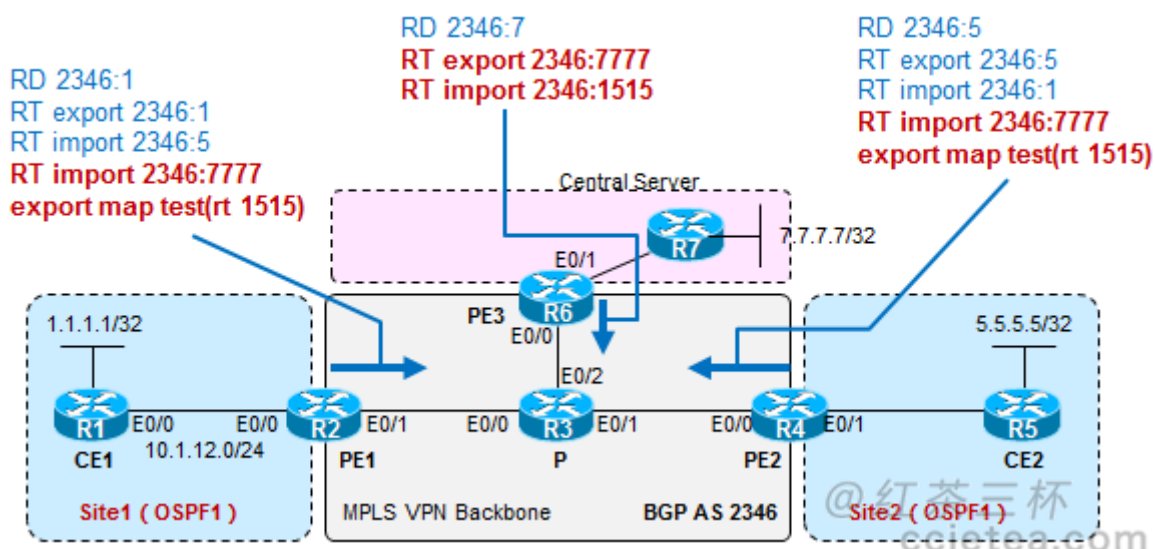 RD 2346:7
RT export 2346:7777
RT import 2346:1515
RD 2346:5
RT export 2346:5
RT import 2346:1
RT import 2346:7777
export map test(rt 1515)
RD 2346:1
RT export 2346:1
RT import 2346:5
RT import 2346:7777
export map test(rt 1515)
Central Server
R7
7.7.7.7/32
E0/1
PE3
R6
E0/0
1.1.1.1/32
5.5.5.5/32
E0/2
R1
E0/0
E0/0
R2
E0/1
E0/0
R3
E0/1
E0/0
R4
E0/1
R5
10.1.12.0/24
CE1
PE1
P
PE2
CE2
Site1 ( OSPF1 )
MPLS VPN Backbone
BGP AS 2346
Site2 ( OSPF1 )
@红茶三杯
ccietea.com